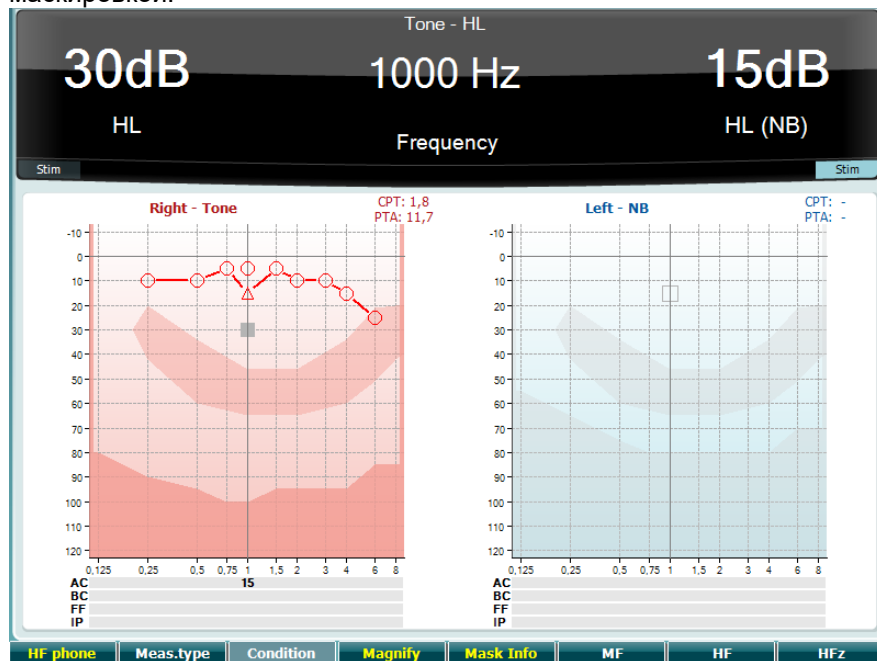 маскировкой.
Tone - HL
30dB 1000 Hz 15dB
HL Frequency HL (NB)
Stim Stim
Right - Tone CPT: 1,8
PTA: 11,7
Left - NB CPT: -
PTA: -
-10
0
10
20
30
40
50
60
70
80
90
100
110
120
0,125 0,25 0,5 0,75 1 1,5 2 3 4 6 8
AC 15
BC
FF
IP
-10
0
10
20
30
40
50
60
70
80
90
100
110
120
0,125 0,25 0,5 0,75 1 1,5 2 3 4 6 8
AC
BC
FF
IP
HF phone Meas.type Condition Magnify Mask Info MF HF HFz